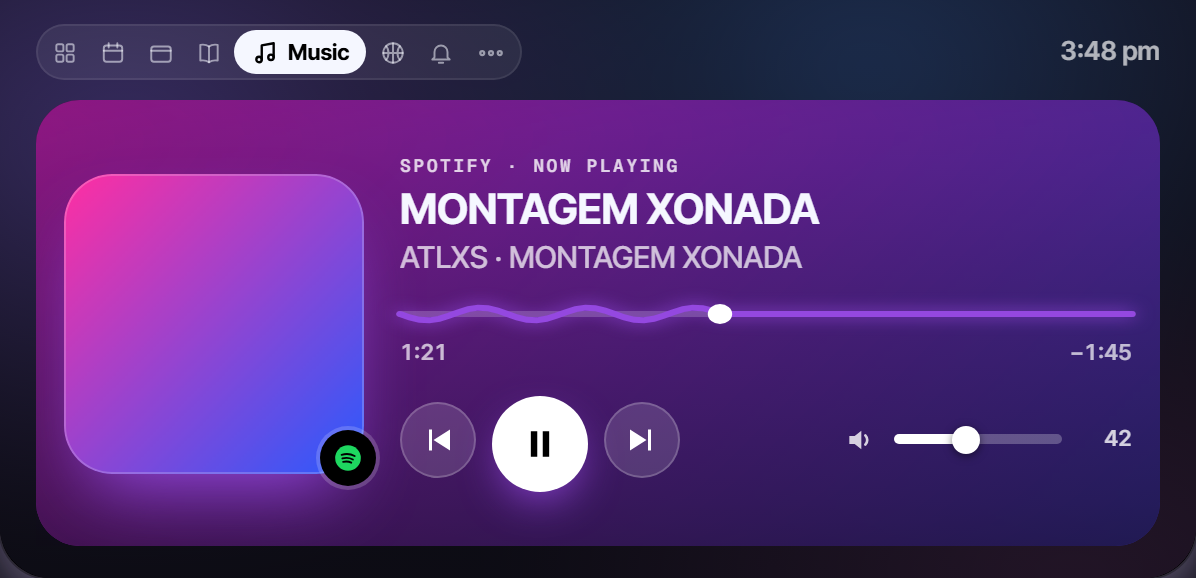 Music
3:48 pm
SPOTIFY · NOW PLAYING
MONTAGEM XONADA
ATLXS · MONTAGEM XONADA
1:21
−1:45
42